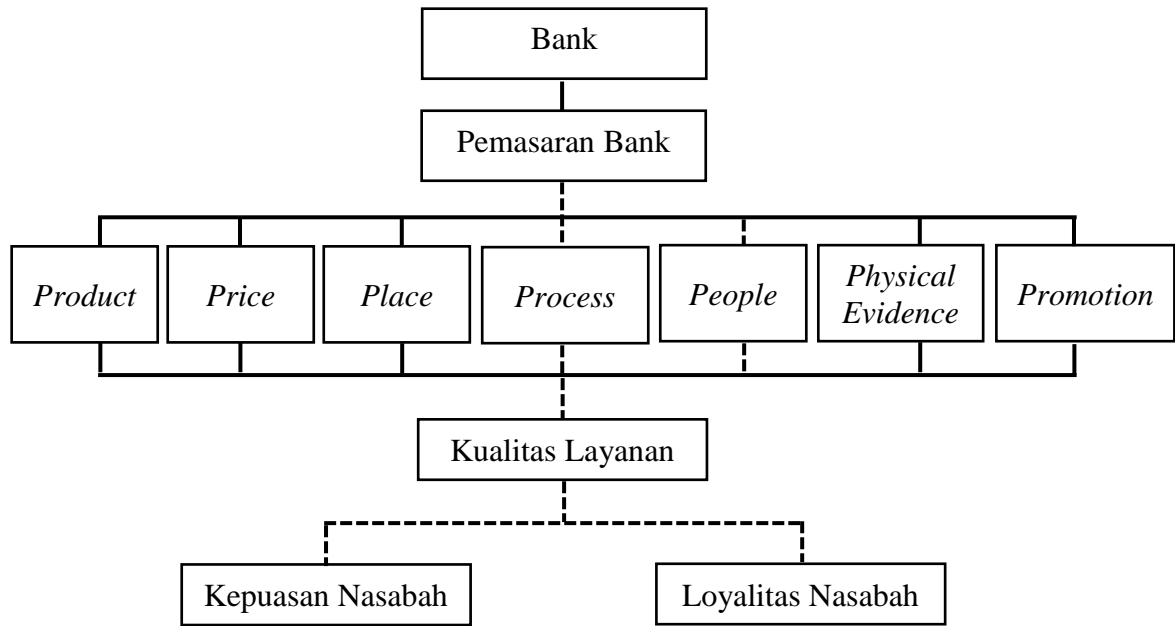 Bank
Pemasaran Bank
Product
Price
Place
Process
People
Physical
Evidence
Promotion
Kualitas Layanan
Kepuasan Nasabah
Loyalitas Nasabah